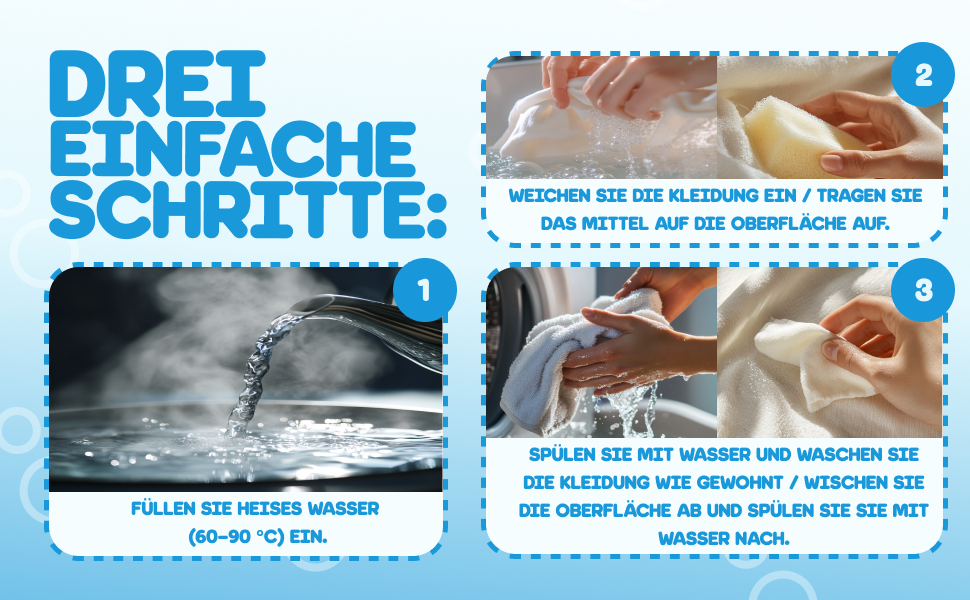 DREI
EINFACHE
SCHRITTE:
1
FÜLLEN SIE HEISES WASSER
(60–90 °C) EIN.
2
WEICHEN SIE DIE KLEIDUNG EIN / TRAGEN SIE
DAS MITTEL AUF DIE OBERFLÄCHE AUF.
3
SPÜLEN SIE MIT WASSER UND WASCHEN SIE
DIE KLEIDUNG WIE GEWOHNT / WISCHEN SIE
DIE OBERFLÄCHE AB UND SPÜLEN SIE SIE MIT
WASSER NACH.